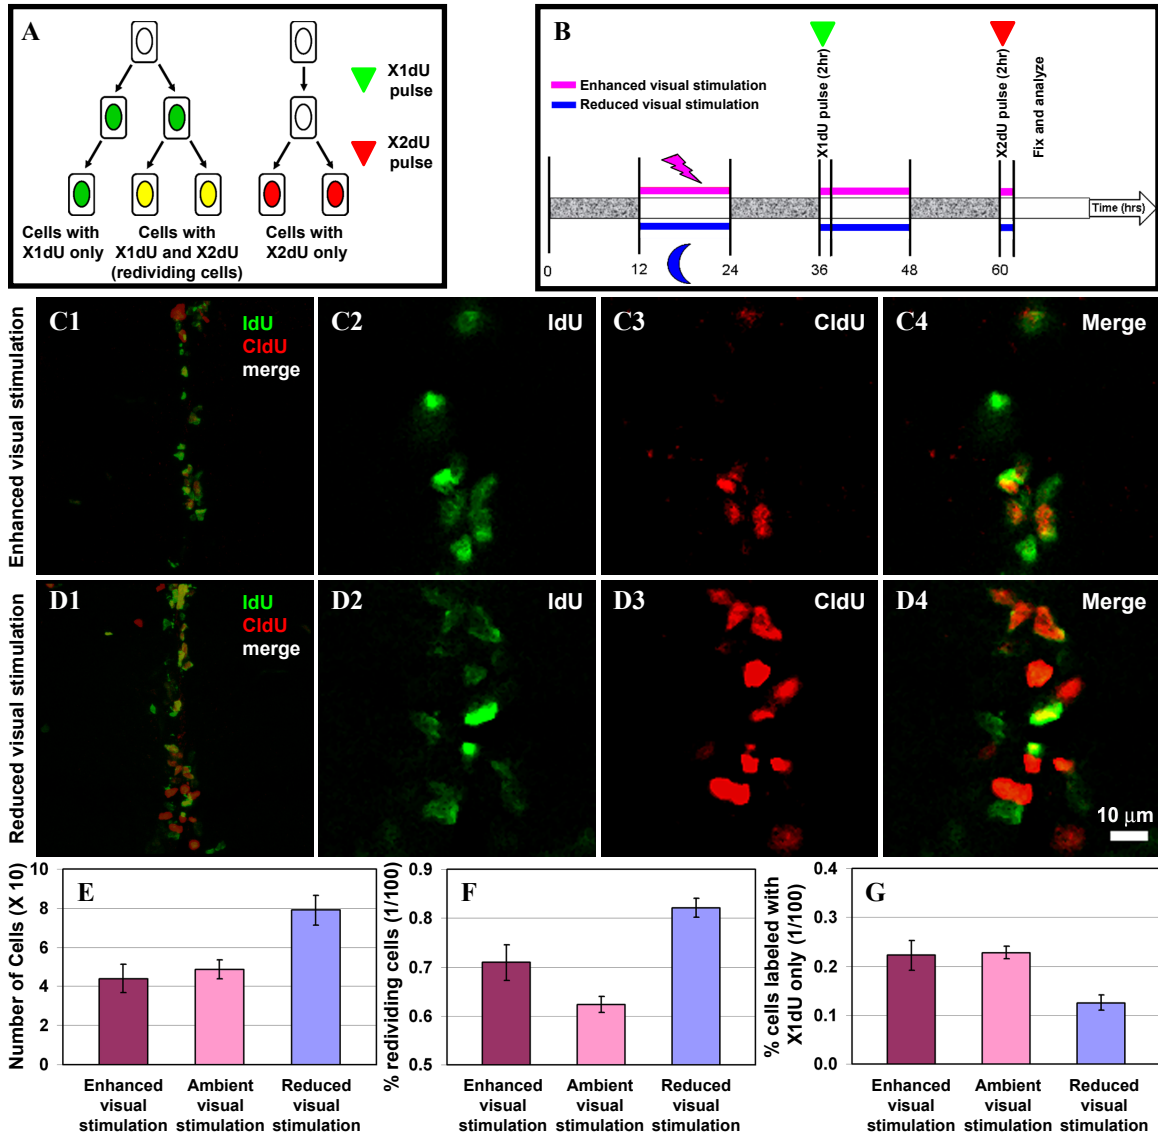 A
X1dU
pulse
X2dU
pulse
Cells with
X1dU only
Cells with
X1dU and X2dU
(redividing cells)
Cells with
X2dU only
B
Enhanced visual stimulation
Reduced visual stimulation
X1dU pulse (2hr)
X2dU pulse (2hr)
Fix and analyze
Time (hrs)
0
12
24
36
48
60
Enhanced visual stimulation
C1
IdU
CldU
merge
C2
IdU
C3
CldU
C4
Merge
Reduced visual stimulation
D1
IdU
CldU
merge
D2
IdU
D3
CldU
D4
Merge
10 μm
E
Number of Cells (X 10)
10
8
6
4
2
0
Enhanced
visual
stimulation
Ambient
visual
stimulation
Reduced
visual
stimulation
F
% redividing cells (1/100)
0.9
0.8
0.7
0.6
0.5
Enhanced
visual
stimulation
Ambient
visual
stimulation
Reduced
visual
stimulation
G
% cells labeled with
X1dU only (1/100)
0.4
0.3
0.2
0.1
0.0
Enhanced
visual
stimulation
Ambient
visual
stimulation
Reduced
visual
stimulation